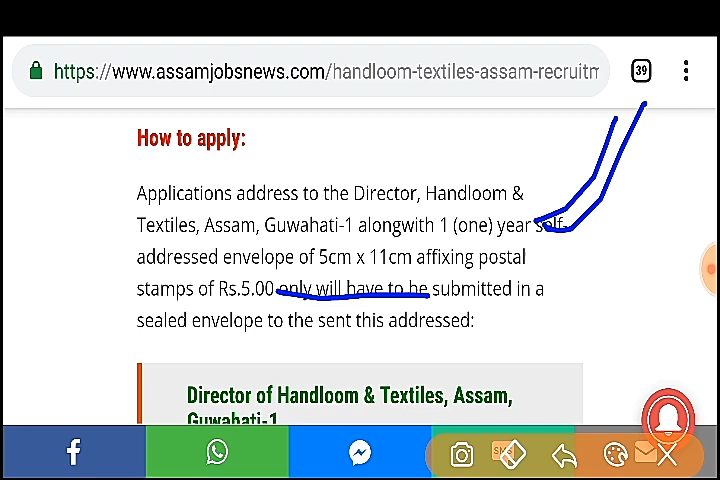 https://www.assamjobsnews.com/handloom-textiles-assam-recruitm
39
How to apply:
Applications address to the Director, Handloom &
Textiles, Assam, Guwahati-1 alongwith 1 (one) year self-
addressed envelope of 5cm x 11cm affixing postal
stamps of Rs.5.00 only will have to be submitted in a
sealed envelope to the sent this addressed:
Director of Handloom & Textiles, Assam,
Guwahati-1
SMS